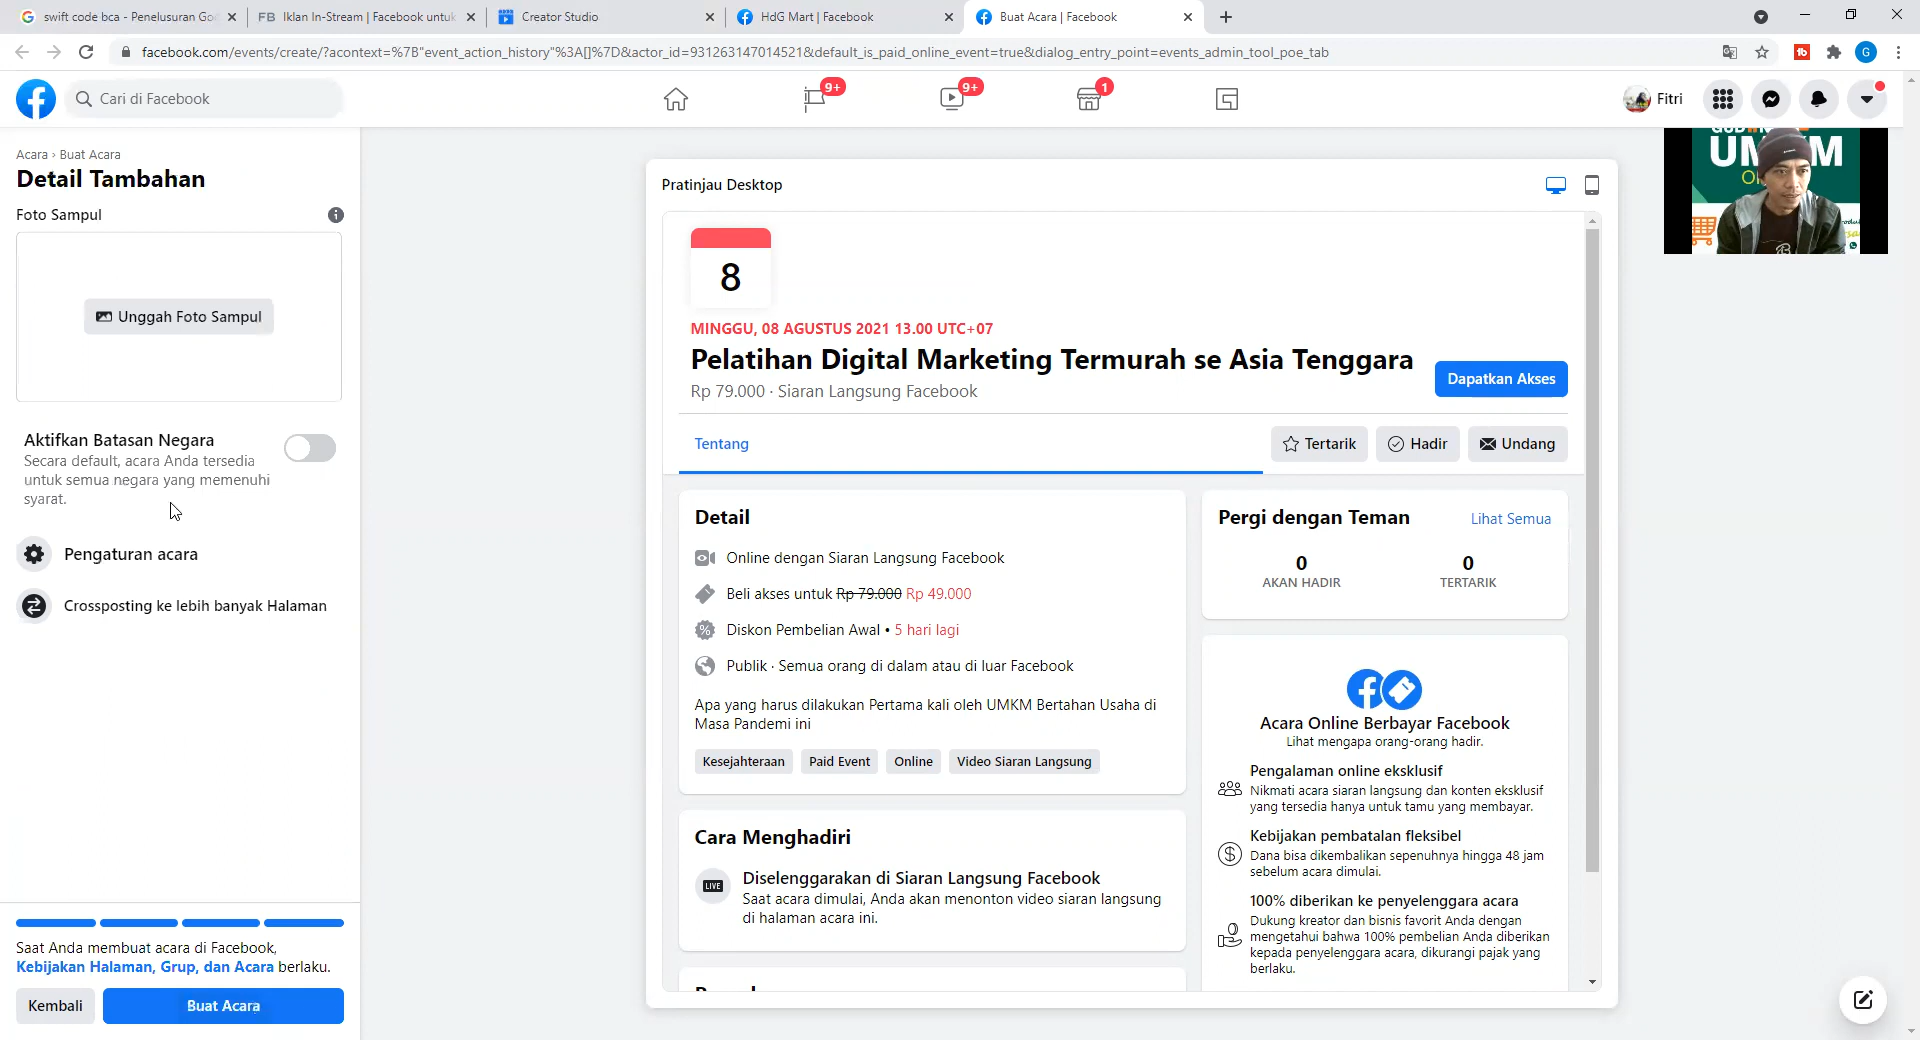 swift code bca - Penelusuran Goo
FB Iklan In-Stream | Facebook untuk
Creator Studio
HdG Mart | Facebook
Buat Acara | Facebook
facebook.com/events/create/?acontext=%7B"event_action_history"%3A[]%7D&actor_id=931263147014521&default_is_paid_online_event=true&dialog_entry_point=events_admin_tool_poe_tab
G
Cari di Facebook
9+
9+
1
Fitri
UMKM
Acara › Buat Acara
Detail Tambahan
Foto Sampul
Unggah Foto Sampul
Aktifkan Batasan Negara
Secara default, acara Anda tersedia
untuk semua negara yang memenuhi
syarat.
Pengaturan acara
Crossposting ke lebih banyak Halaman
Saat Anda membuat acara di Facebook,
Kebijakan Halaman, Grup, dan Acara berlaku.
Kembali
Buat Acara
Pratinjau Desktop
8
MINGGU, 08 AGUSTUS 2021 13.00 UTC+07
Pelatihan Digital Marketing Termurah se Asia Tenggara
Rp 79.000 · Siaran Langsung Facebook
Dapatkan Akses
Tentang
Tertarik
Hadir
Undang
Detail
Online dengan Siaran Langsung Facebook
Beli akses untuk Rp 79.000 Rp 49.000
Diskon Pembelian Awal • 5 hari lagi
Publik · Semua orang di dalam atau di luar Facebook
Apa yang harus dilakukan Pertama kali oleh UMKM Bertahan Usaha di
Masa Pandemi ini
Kesejahteraan
Paid Event
Online
Video Siaran Langsung
Cara Menghadiri
LIVE
Diselenggarakan di Siaran Langsung Facebook
Saat acara dimulai, Anda akan menonton video siaran langsung
di halaman acara ini.
Pergi dengan Teman
Lihat Semua
0
AKAN HADIR
0
TERTARIK
Acara Online Berbayar Facebook
Lihat mengapa orang-orang hadir.
Pengalaman online eksklusif
Nikmati acara siaran langsung dan konten eksklusif
yang tersedia hanya untuk tamu yang membayar.
Kebijakan pembatalan fleksibel
Dana bisa dikembalikan sepenuhnya hingga 48 jam
sebelum acara dimulai.
100% diberikan ke penyelenggara acara
Dukung kreator dan bisnis favorit Anda dengan
mengetahui bahwa 100% pembelian Anda diberikan
kepada penyelenggara acara, dikurangi pajak yang
berlaku.